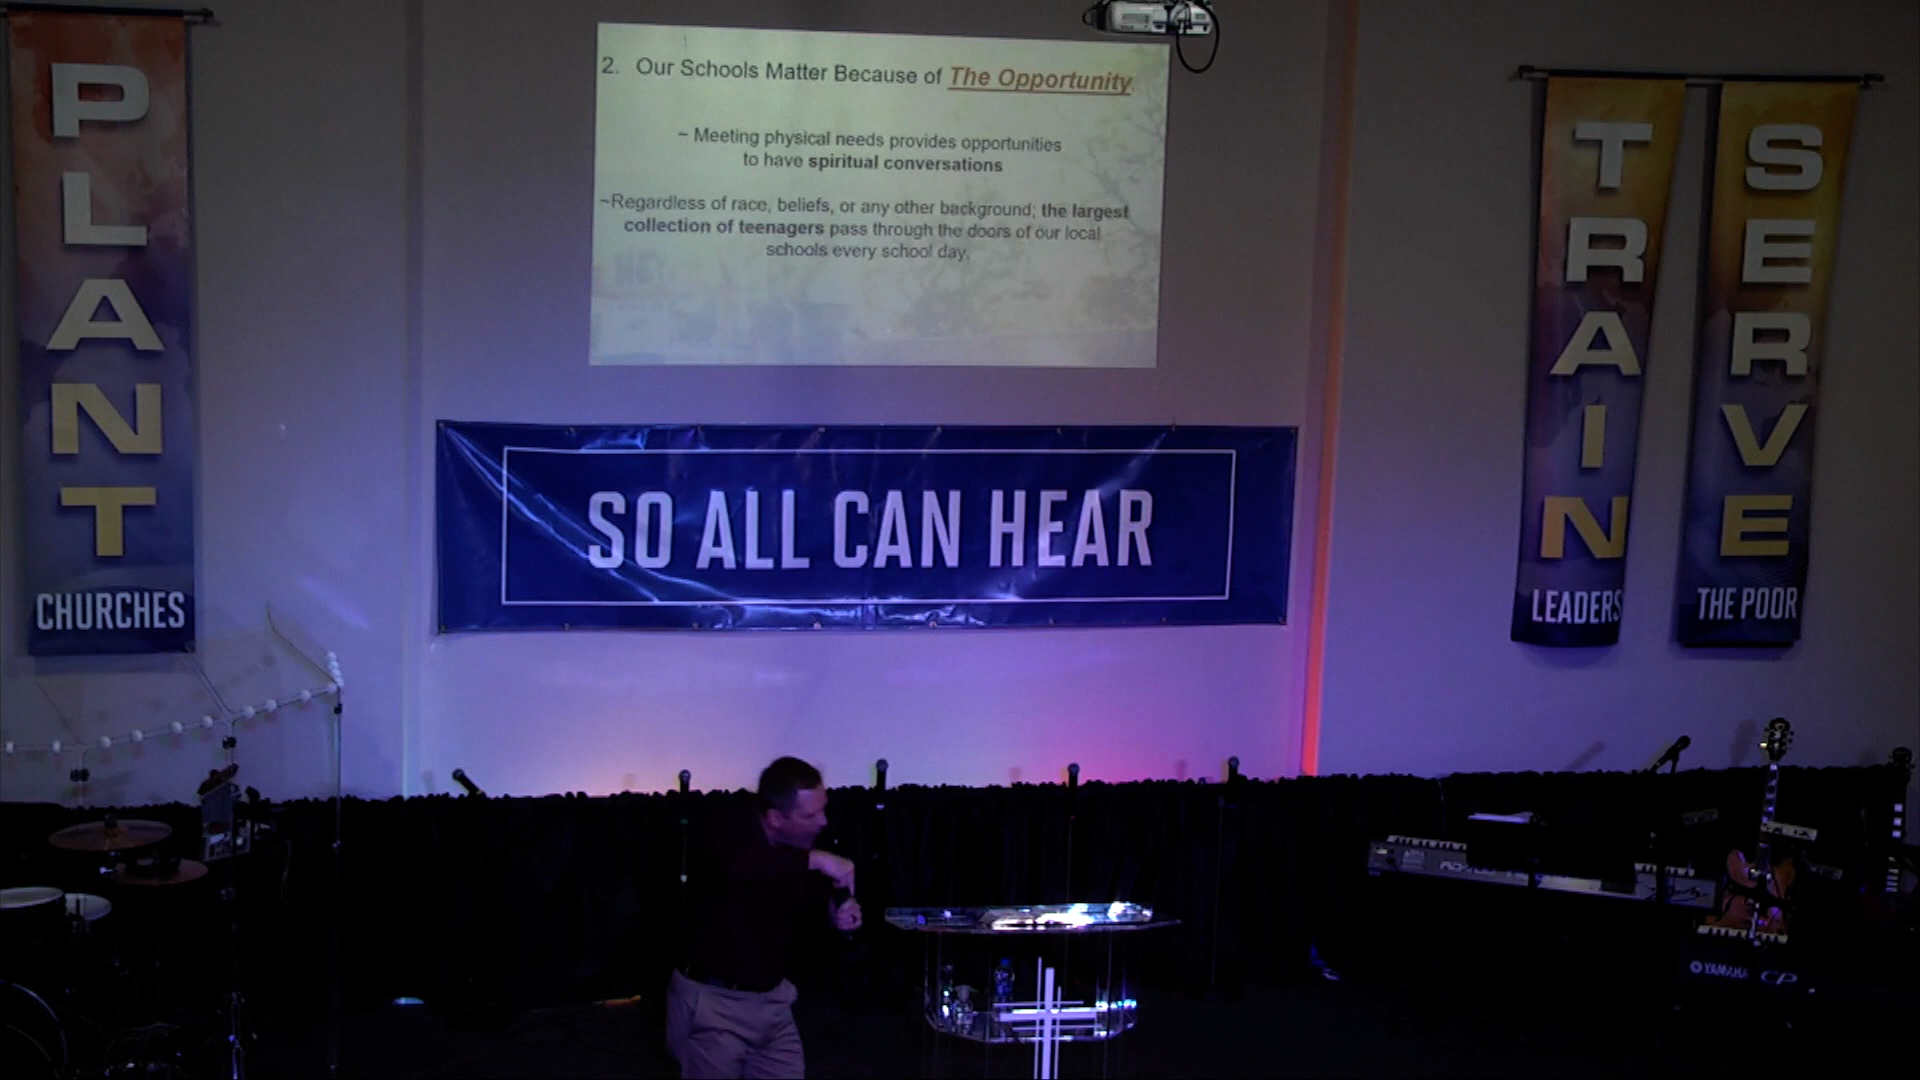 2. Our Schools Matter Because of The Opportunity
~ Meeting physical needs provides opportunities
to have spiritual conversations
~Regardless of race, beliefs, or any other background; the largest
collection of teenagers pass through the doors of our local
schools every school day.
PLANT
CHURCHES
SO ALL CAN HEAR
TRAIN
LEADERS
SERVE
THE POOR
YAMAHA CP